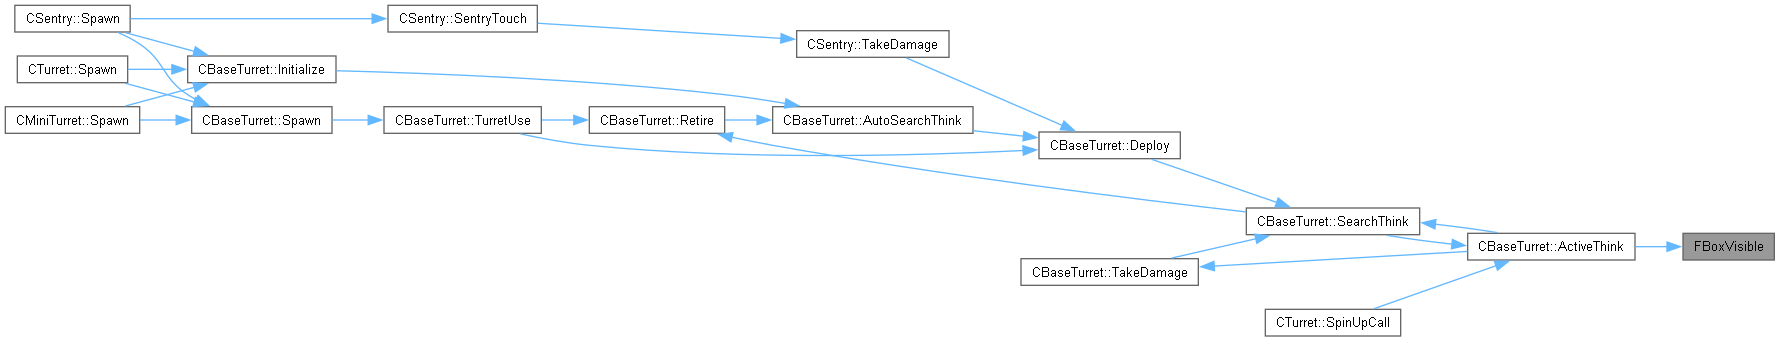 CSentry::Spawn
CSentry::SentryTouch
CSentry::TakeDamage
CTurret::Spawn
CBaseTurret::Initialize
CMiniTurret::Spawn
CBaseTurret::Spawn
CBaseTurret::TurretUse
CBaseTurret::Retire
CBaseTurret::AutoSearchThink
CBaseTurret::Deploy
CBaseTurret::SearchThink
CBaseTurret::ActiveThink
FBoxVisible
CBaseTurret::TakeDamage
CTurret::SpinUpCall